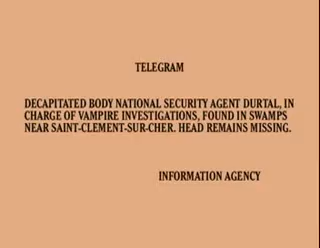 TELEGRAM
DECAPITATED BODY NATIONAL SECURITY AGENT DURTAL, IN
CHARGE OF VAMPIRE INVESTIGATIONS, FOUND IN SWAMPS
NEAR SAINT-CLEMENT-SUR-CHER. HEAD REMAINS MISSING.
INFORMATION AGENCY